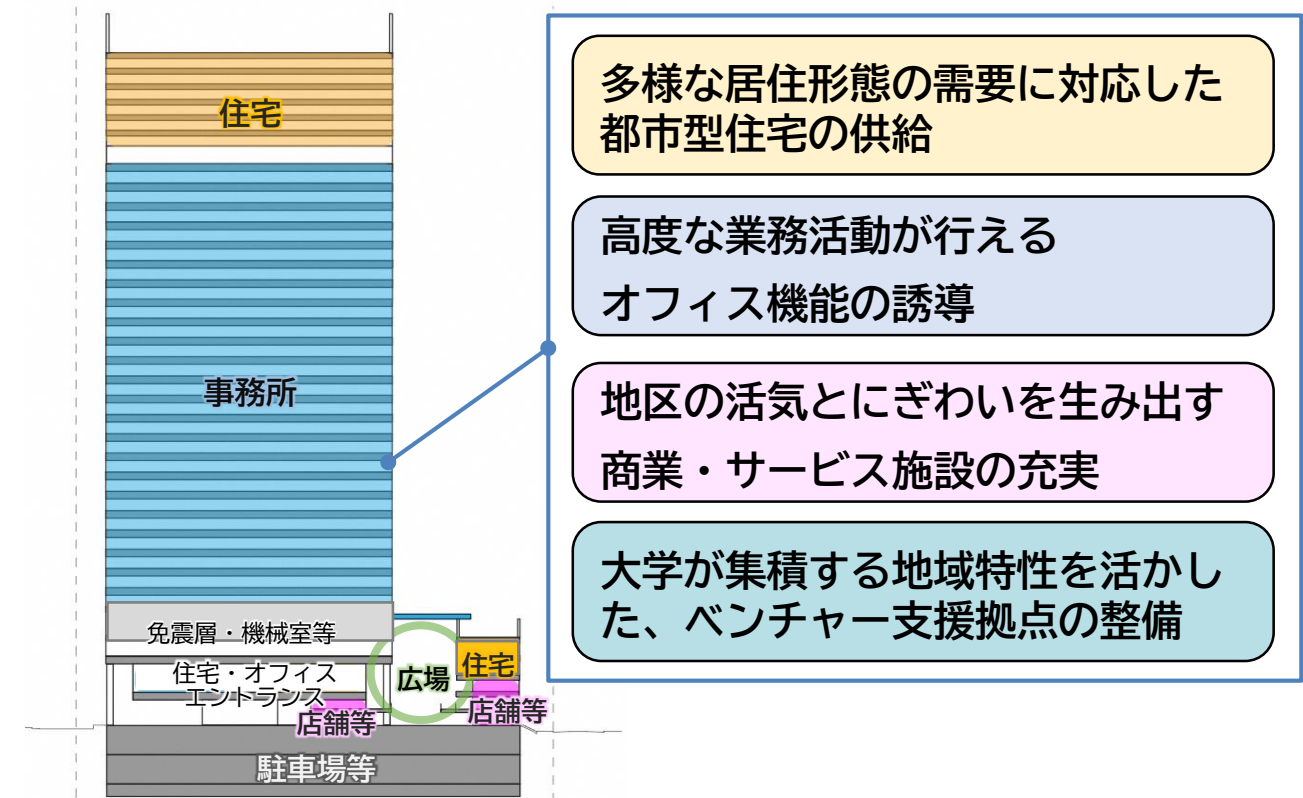 住宅
事務所
免震層・機械室等
住宅・オフィス
エントランス
店舗等
広場
住宅
店舗等
駐車場等
多様な居住形態の需要に対応した
都市型住宅の供給
高度な業務活動が行える
オフィス機能の誘導
地区の活気とにぎわいを生み出す
商業・サービス施設の充実
大学が集積する地域特性を活かし
た、ベンチャー支援拠点の整備